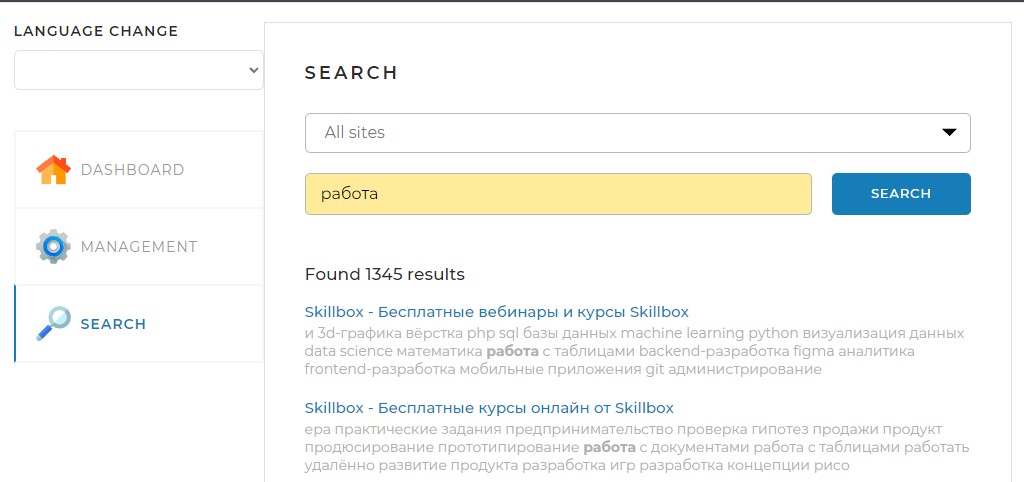 LANGUAGE CHANGE
DASHBOARD
MANAGEMENT
SEARCH
SEARCH
All sites
работа
SEARCH
Found 1345 results
Skillbox - Бесплатные вебинары и курсы Skillbox
и 3d-графика вёрстка php sql базы данных machine learning python визуализация данных
data science математика работа с таблицами backend-разработка figma аналитика
frontend-разработка мобильные приложения git администрирование
Skillbox - Бесплатные курсы онлайн от Skillbox
ера практические задания предпринимательство проверка гипотез продажи продукт
продюсирование прототипирование работа с документами работа с таблицами работать
удалённо развитие продукта разработка игр разработка концепции рисо